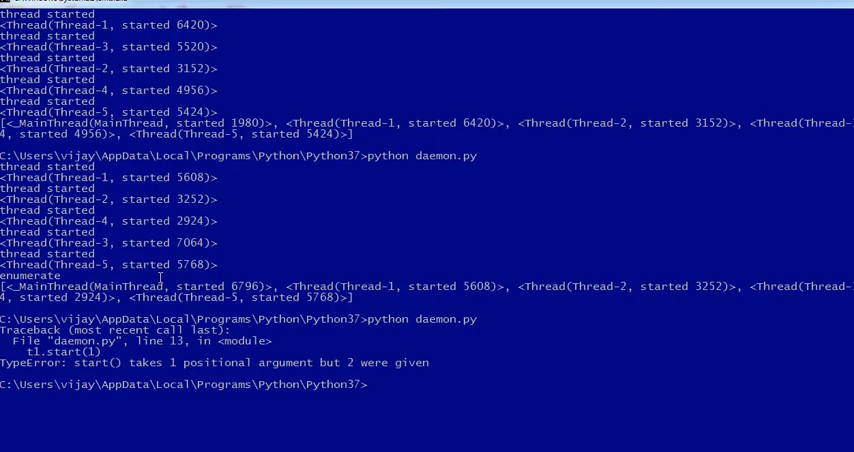 thread started
<Thread(Thread-1, started 6420)>
thread started
<Thread(Thread-3, started 5520)>
thread started
<Thread(Thread-2, started 3152)>
thread started
<Thread(Thread-4, started 4956)>
thread started
<Thread(Thread-5, started 5424)>
[<_MainThread(MainThread, started 1980)>, <Thread(Thread-1, started 6420)>, <Thread(Thread-2, started 3152)>, <Thread(Thread-
4, started 4956)>, <Thread(Thread-5, started 5424)>]
C:\Users\vijay\AppData\Local\Programs\Python\Python37>python daemon.py
thread started
<Thread(Thread-1, started 5608)>
thread started
<Thread(Thread-2, started 3252)>
thread started
<Thread(Thread-4, started 2924)>
thread started
<Thread(Thread-3, started 7064)>
thread started
<Thread(Thread-5, started 5768)>
enumerate
[<_MainThread(MainThread, started 6796)>, <Thread(Thread-1, started 5608)>, <Thread(Thread-2, started 3252)>, <Thread(Thread-
4, started 2924)>, <Thread(Thread-5, started 5768)>]
C:\Users\vijay\AppData\Local\Programs\Python\Python37>python daemon.py
Traceback (most recent call last):
  File "daemon.py", line 13, in <module>
    t1.start(1)
TypeError: start() takes 1 positional argument but 2 were given
C:\Users\vijay\AppData\Local\Programs\Python\Python37>